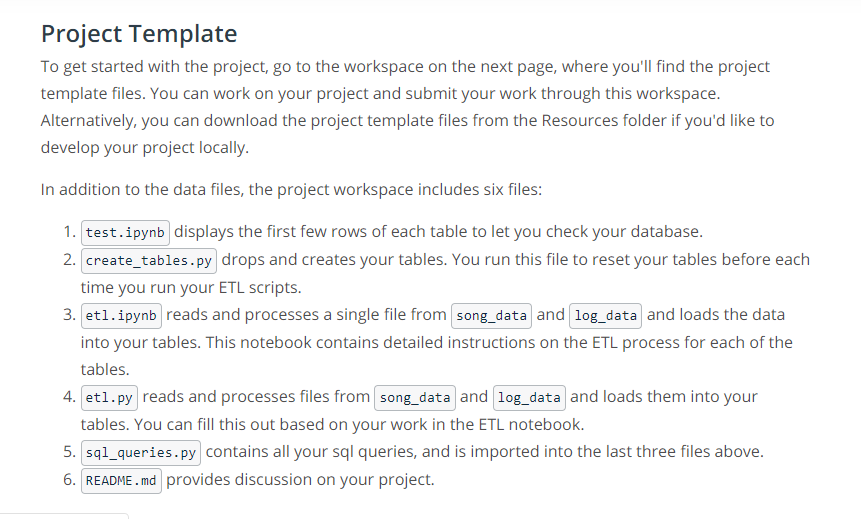 Project Template
To get started with the project, go to the workspace on the next page, where you'll find the project
template files. You can work on your project and submit your work through this workspace.
Alternatively, you can download the project template files from the Resources folder if you'd like to
develop your project locally.
In addition to the data files, the project workspace includes six files:
1. test.ipynb displays the first few rows of each table to let you check your database.
2. create_tables.py drops and creates your tables. You run this file to reset your tables before each
time you run your ETL scripts.
3. etl.ipynb reads and processes a single file from song_data and log_data and loads the data
into your tables. This notebook contains detailed instructions on the ETL process for each of the
tables.
4. etl.py reads and processes files from song_data and log_data and loads them into your
tables. You can fill this out based on your work in the ETL notebook.
5. sql_queries.py contains all your sql queries, and is imported into the last three files above.
6. README.md provides discussion on your project.